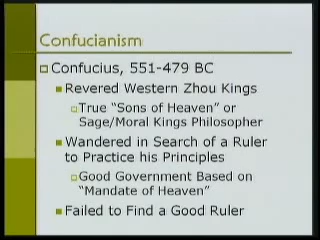 Confucianism
Confucius, 551-479 BC
Revered Western Zhou Kings
True “Sons of Heaven” or
Sage/Moral Kings Philosopher
Wandered in Search of a Ruler
to Practice his Principles
Good Government Based on
“Mandate of Heaven”
Failed to Find a Good Ruler